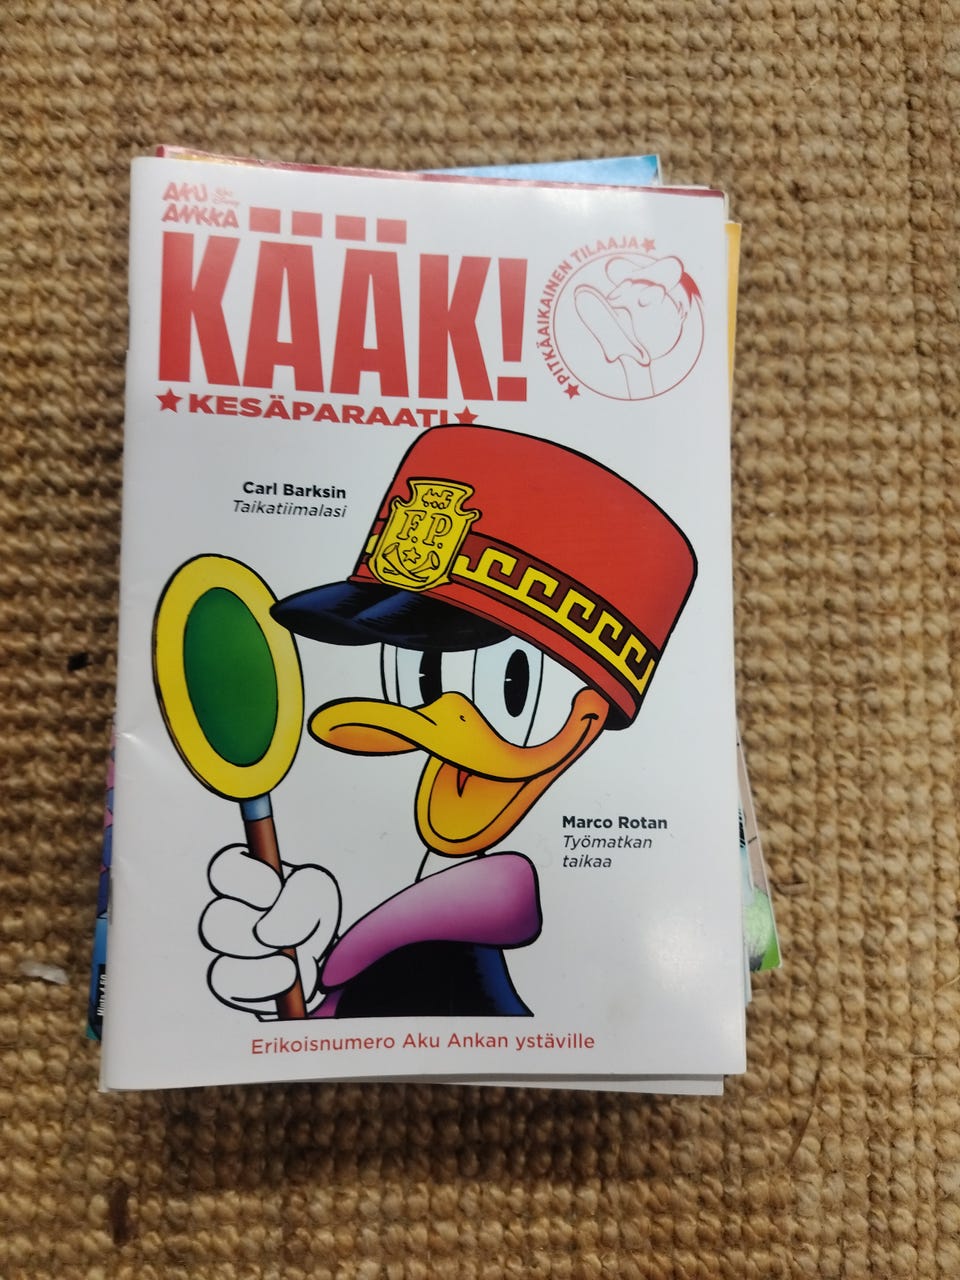 AKU
ANKKA
KÄÄK!
KESÄPARAATI
PITKÄAIKAINEN TILAAJA
Carl Barksin
Taikatiimalasi
F.P.
Marco Rotan
Työmatkan
taikaa
Erikoisnumero Aku Ankan ystäville